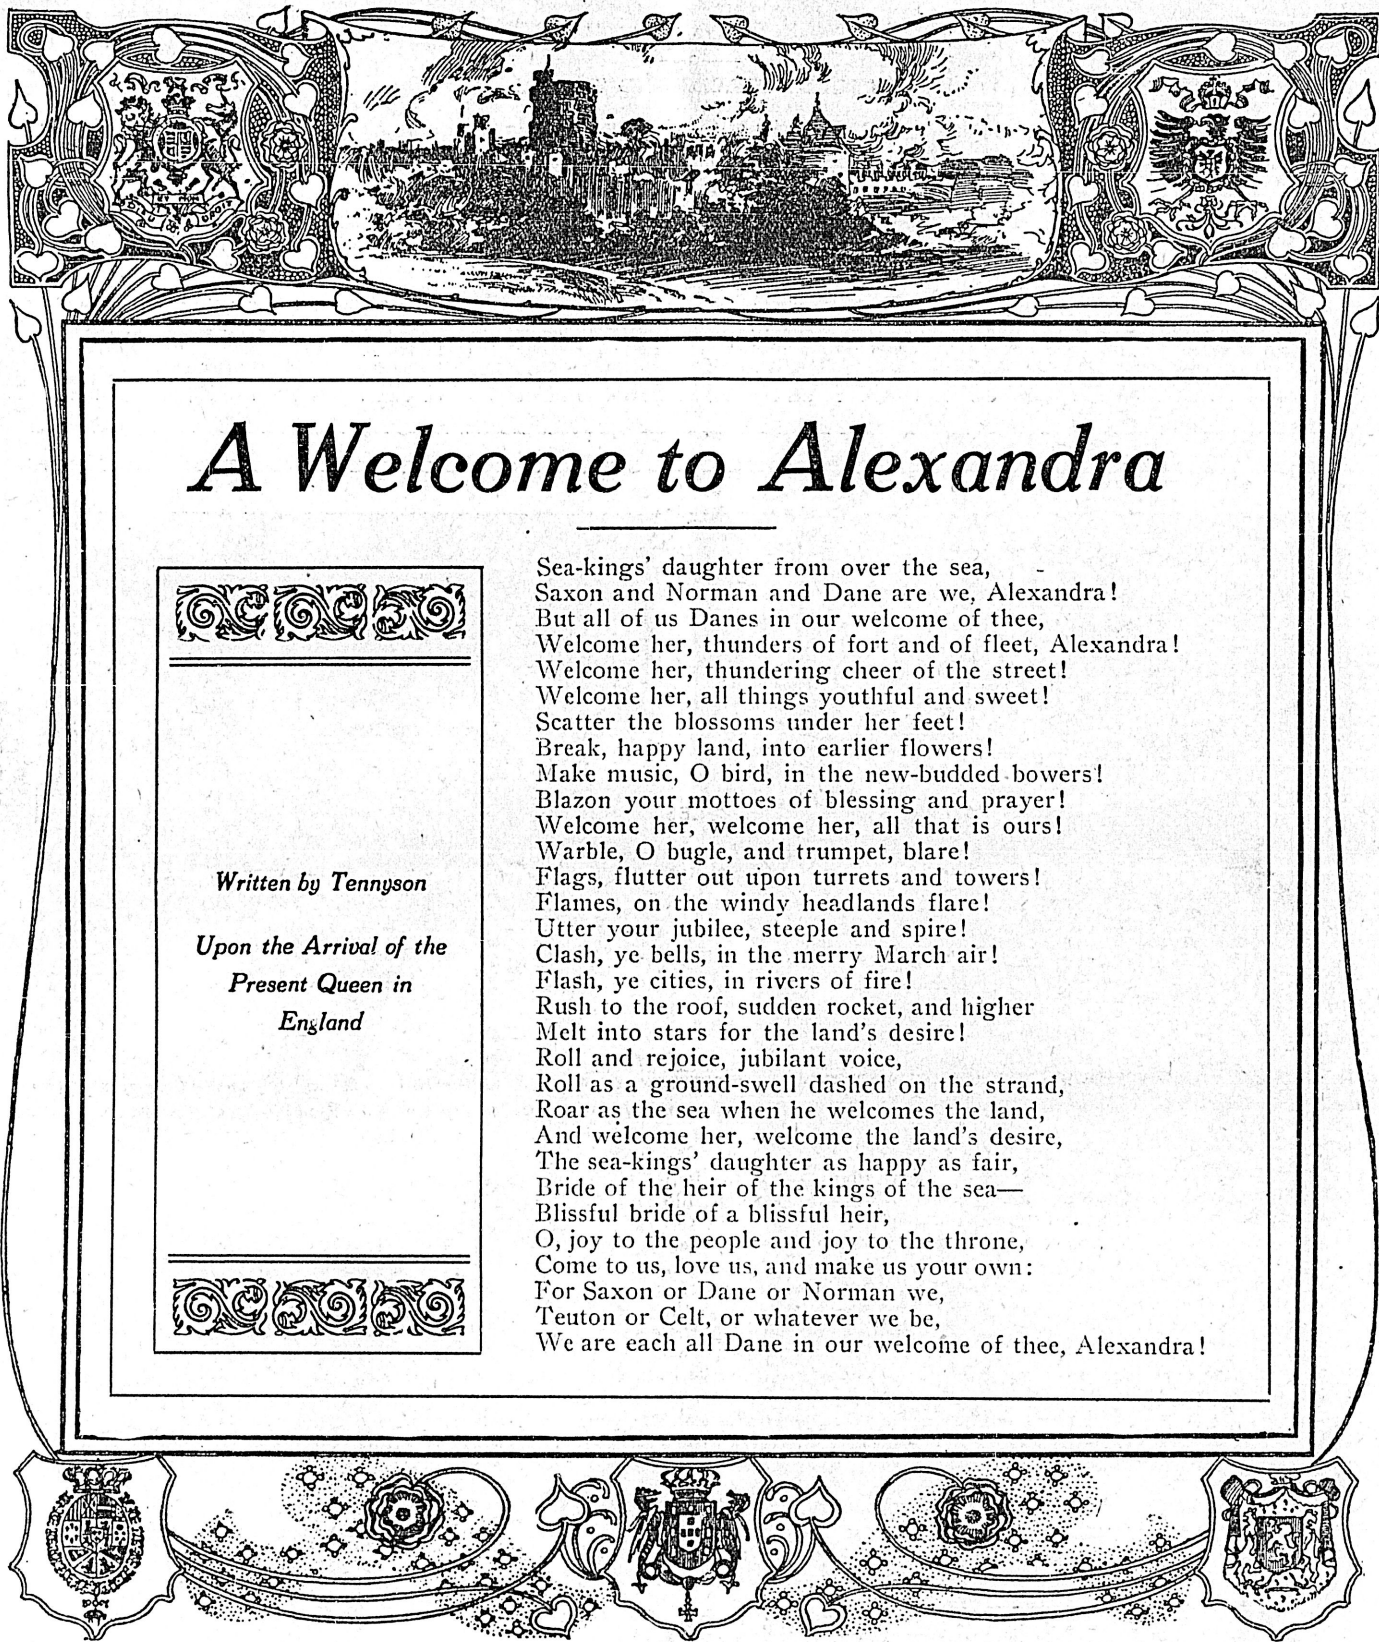 A Welcome to Alexandra
Written by Tennyson
Upon the Arrival of the
Present Queen in
England
Sea-kings' daughter from over the sea,
Saxon and Norman and Dane are we, Alexandra!
But all of us Danes in our welcome of thee,
Welcome her, thunders of fort and of fleet, Alexandra!
Welcome her, thundering cheer of the street!
Welcome her, all things youthful and sweet!
Scatter the blossoms under her feet!
Break, happy land, into earlier flowers!
Make music, O bird, in the new-budded bowers!
Blazon your mottoes of blessing and prayer!
Welcome her, welcome her, all that is ours!
Warble, O bugle, and trumpet, blare!
Flags, flutter out upon turrets and towers!
Flames, on the windy headlands flare!
Utter your jubilee, steeple and spire!
Clash, ye bells, in the merry March air!
Flash, ye cities, in rivers of fire!
Rush to the roof, sudden rocket, and higher
Melt into stars for the land's desire!
Roll and rejoice, jubilant voice,
Roll as a ground-swell dashed on the strand,
Roar as the sea when he welcomes the land,
And welcome her, welcome the land's desire,
The sea-kings' daughter as happy as fair,
Bride of the heir of the kings of the sea—
Blissful bride of a blissful heir,
O, joy to the people and joy to the throne,
Come to us, love us, and make us your own:
For Saxon or Dane or Norman we,
Teuton or Celt, or whatever we be,
We are each all Dane in our welcome of thee, Alexandra!